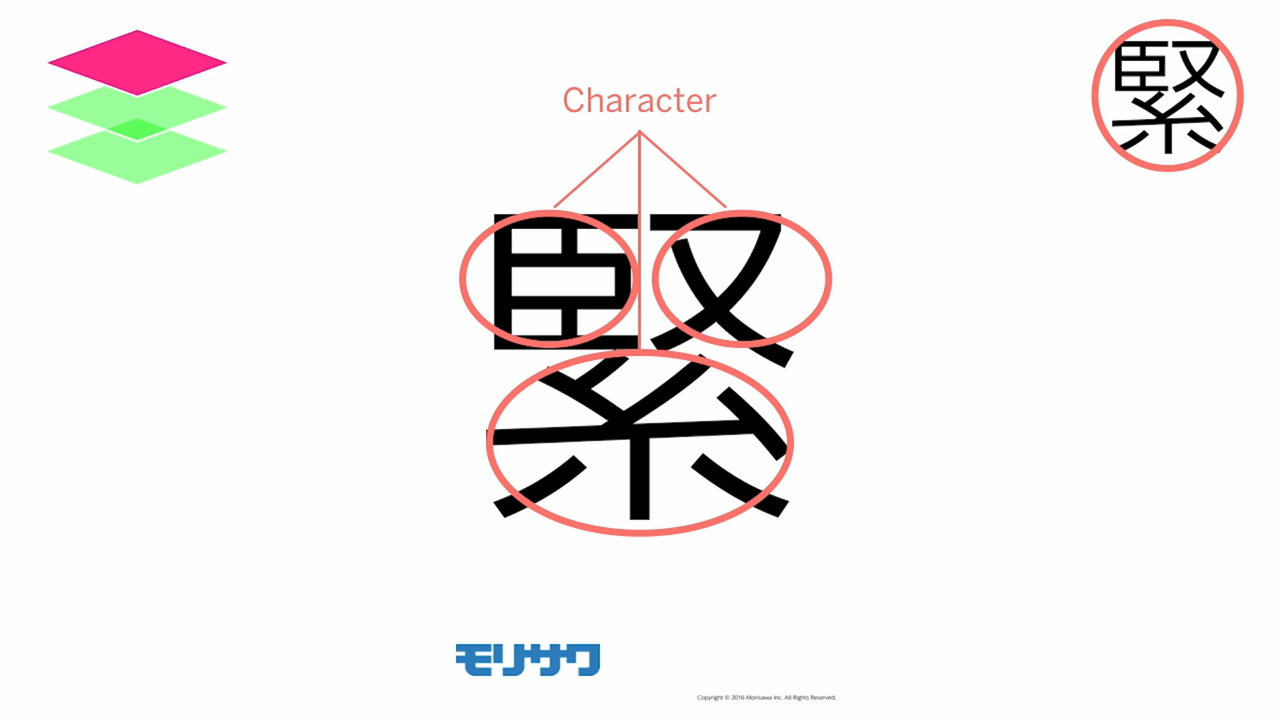 緊
Character
緊
モリサワ
Copyright © 2016 Morisawa Inc. All Rights Reserved.